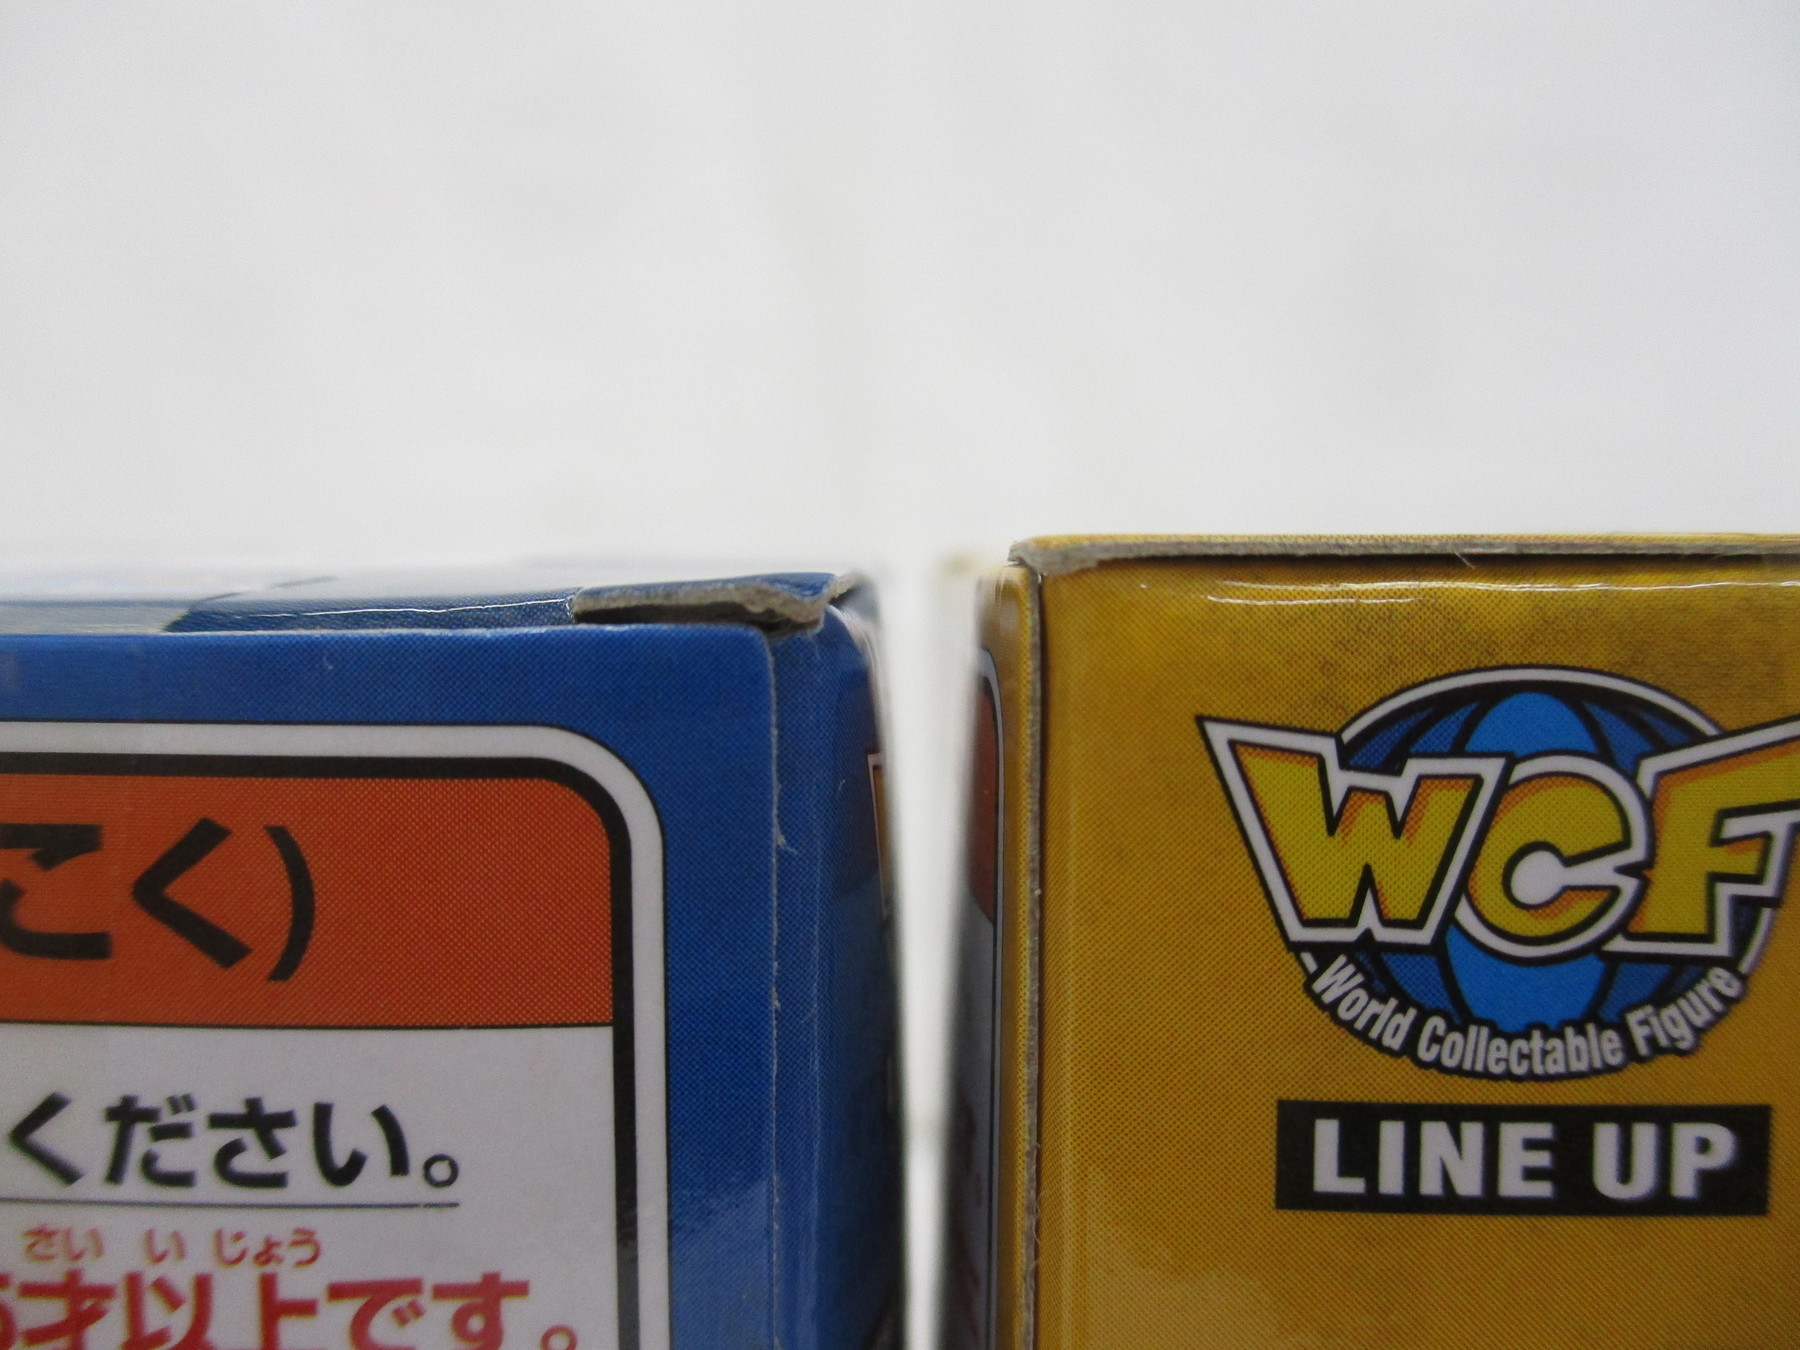 こく)
ください。
さい い じょう
5才以上です。
WCF
World Collectable Figure
LINE UP